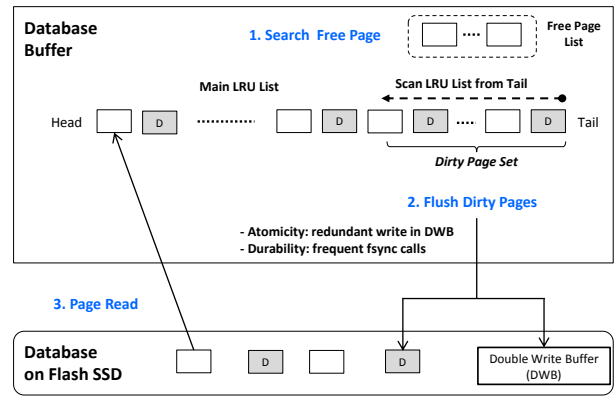 Database
Buffer
1. Search Free Page
Free Page
List
Main LRU List
Scan LRU List from Tail
Head
D
D
D
D
Tail
Dirty Page Set
2. Flush Dirty Pages
- Atomicity: redundant write in DWB
- Durability: frequent fsync calls
3. Page Read
Database
on Flash SSD
D
D
Double Write Buffer
(DWB)